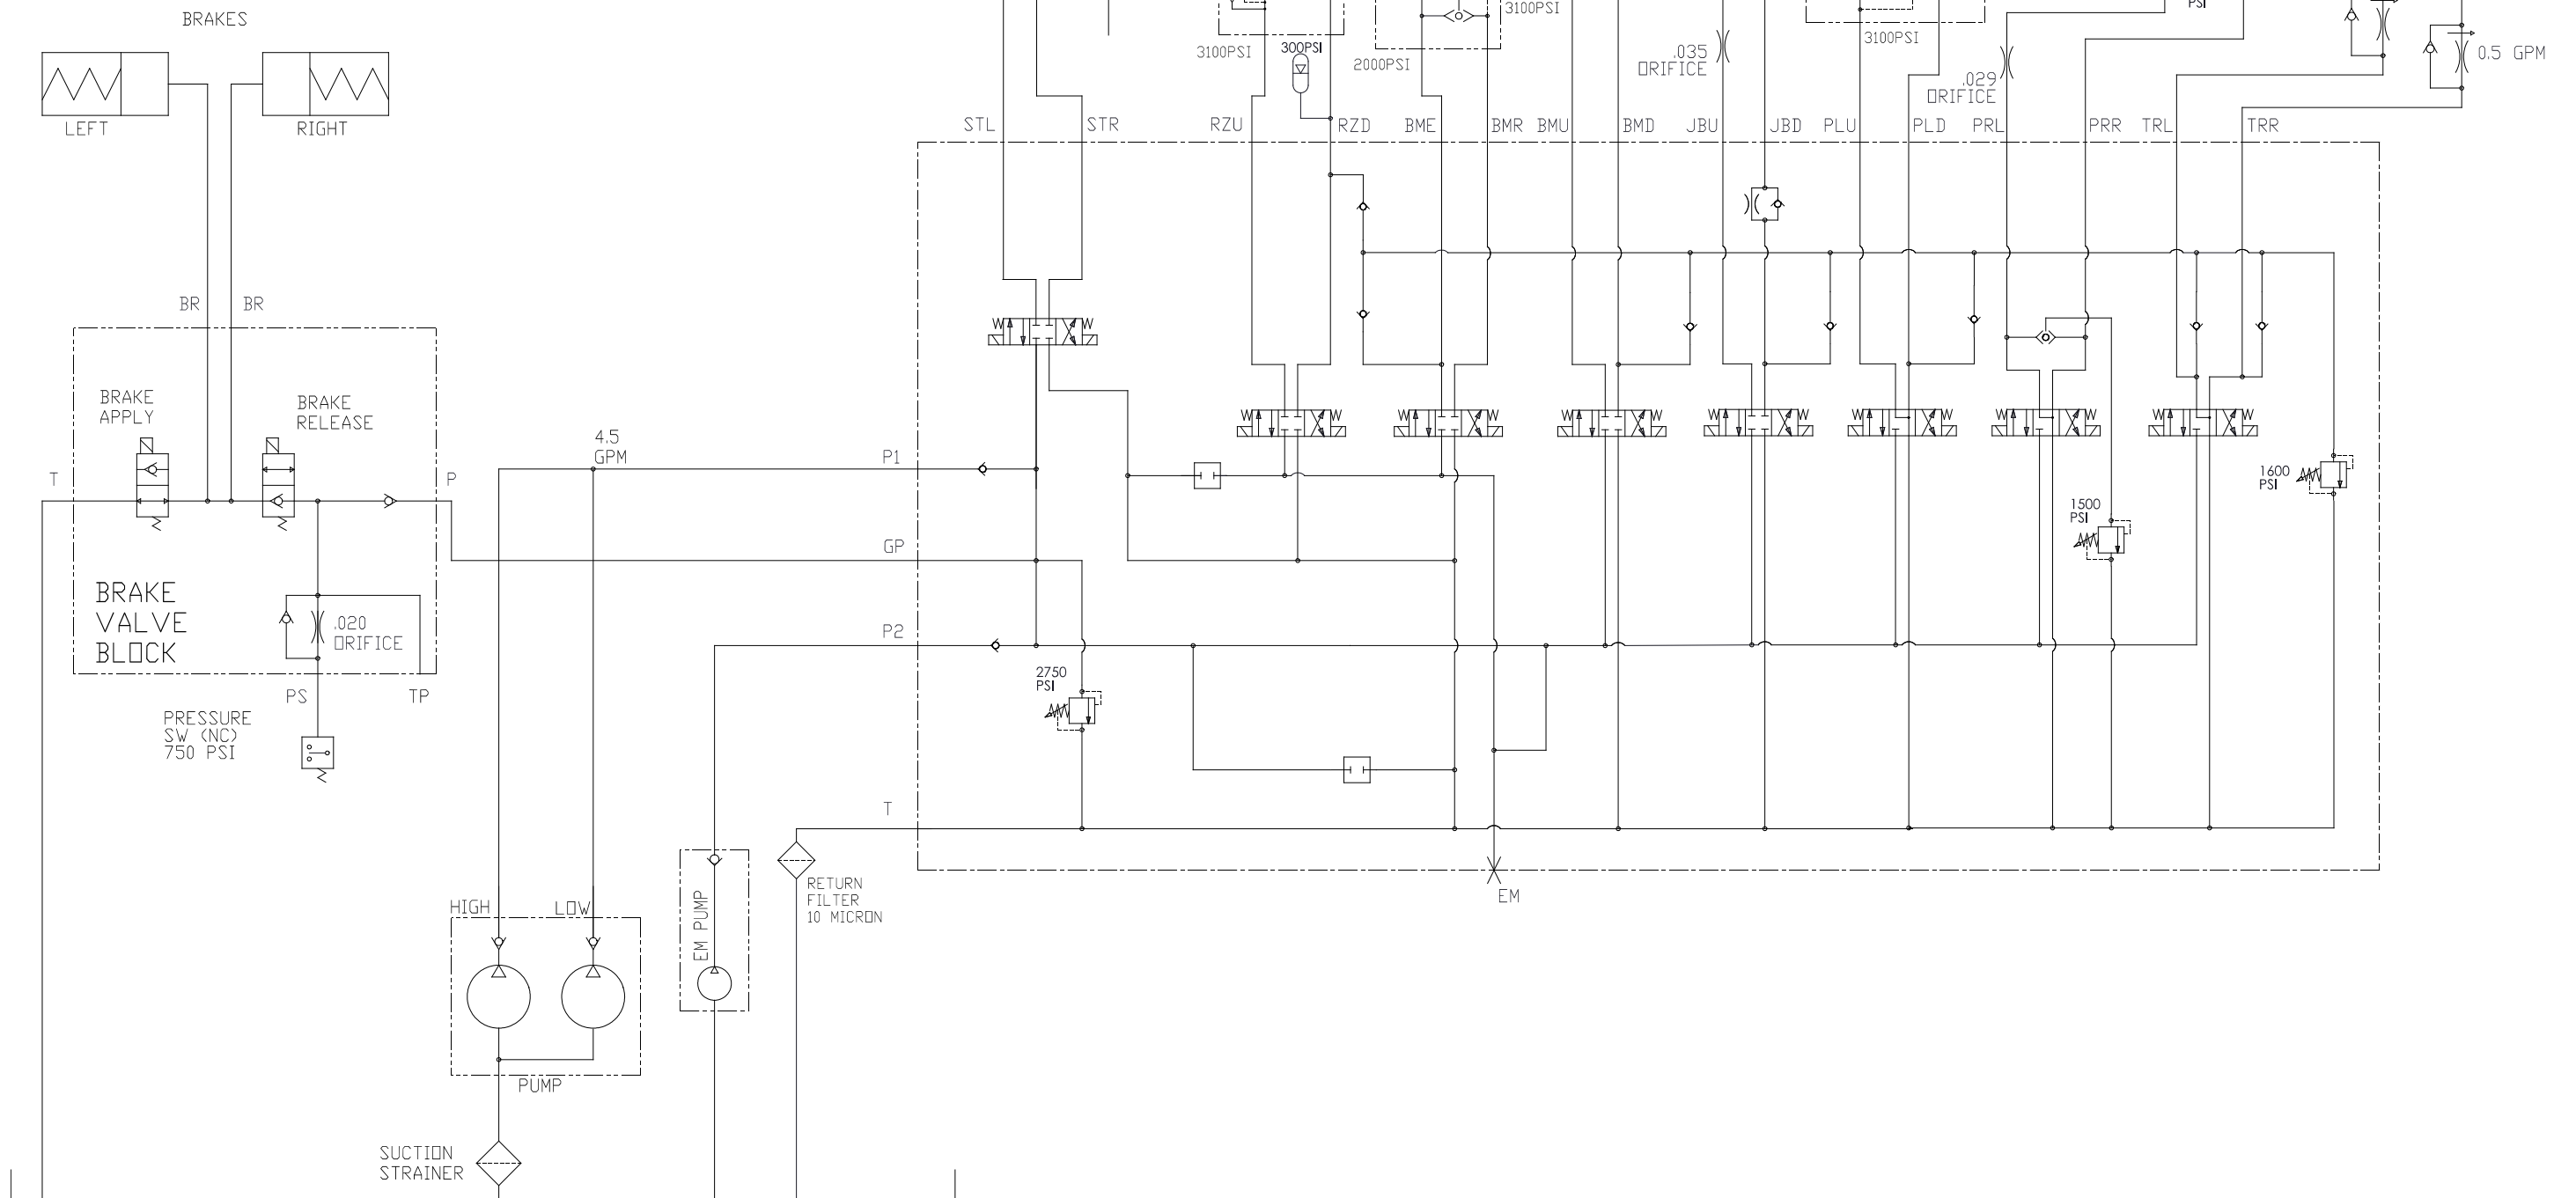 BRAKES
LEFT
RIGHT
3100PSI
300PSI
2000PSI
3100PSI
.035
ORIFICE
3100PSI
.029
ORIFICE
PSI
0.5 GPM
STL
STR
RZU
RZD
BME
BMR
BMU
BMD
JBU
JBD
PLU
PLD
PRL
PRR
TRL
TRR
BR
BR
BRAKE
APPLY
BRAKE
RELEASE
T
P
4.5
GPM
P1
GP
P2
T
BRAKE
VALVE
BLOCK
.020
ORIFICE
PS
TP
PRESSURE
SW (NC)
750 PSI
2750
PSI
1500
PSI
1600
PSI
HIGH
LOW
EM PUMP
RETURN
FILTER
10 MICRON
EM
PUMP
SUCTION
STRAINER